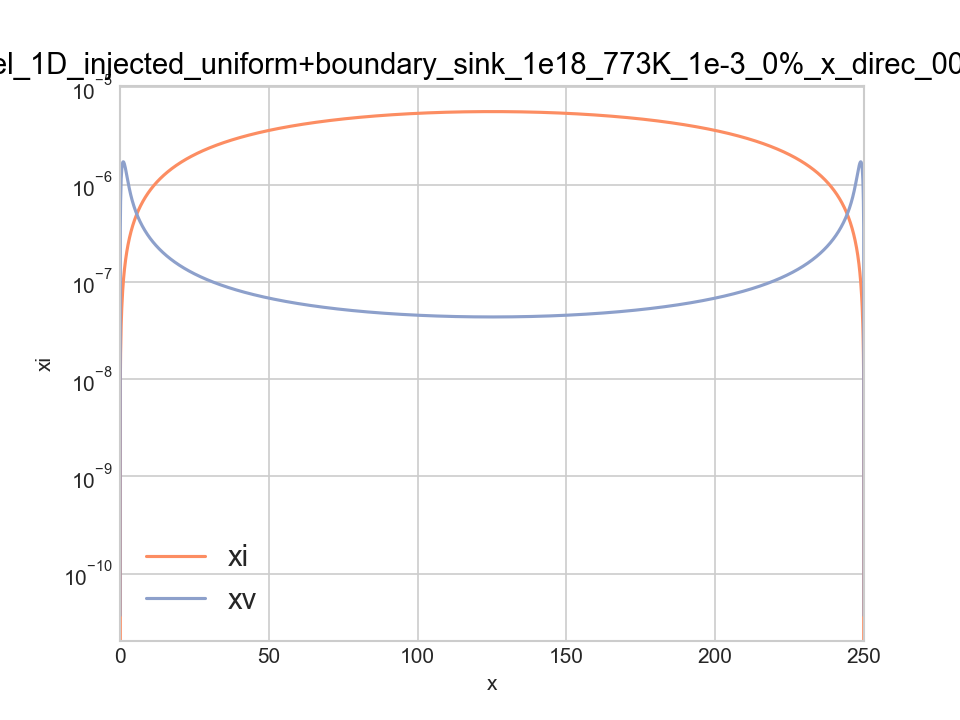 el_1D_injected_uniform+boundary_sink_1e18_773K_1e-3_0%_x_direc_00
10⁻⁵
10⁻⁶
10⁻⁷
10⁻⁸
10⁻⁹
10⁻¹⁰
xi
xi
xv
0 50 100 150 200 250
x